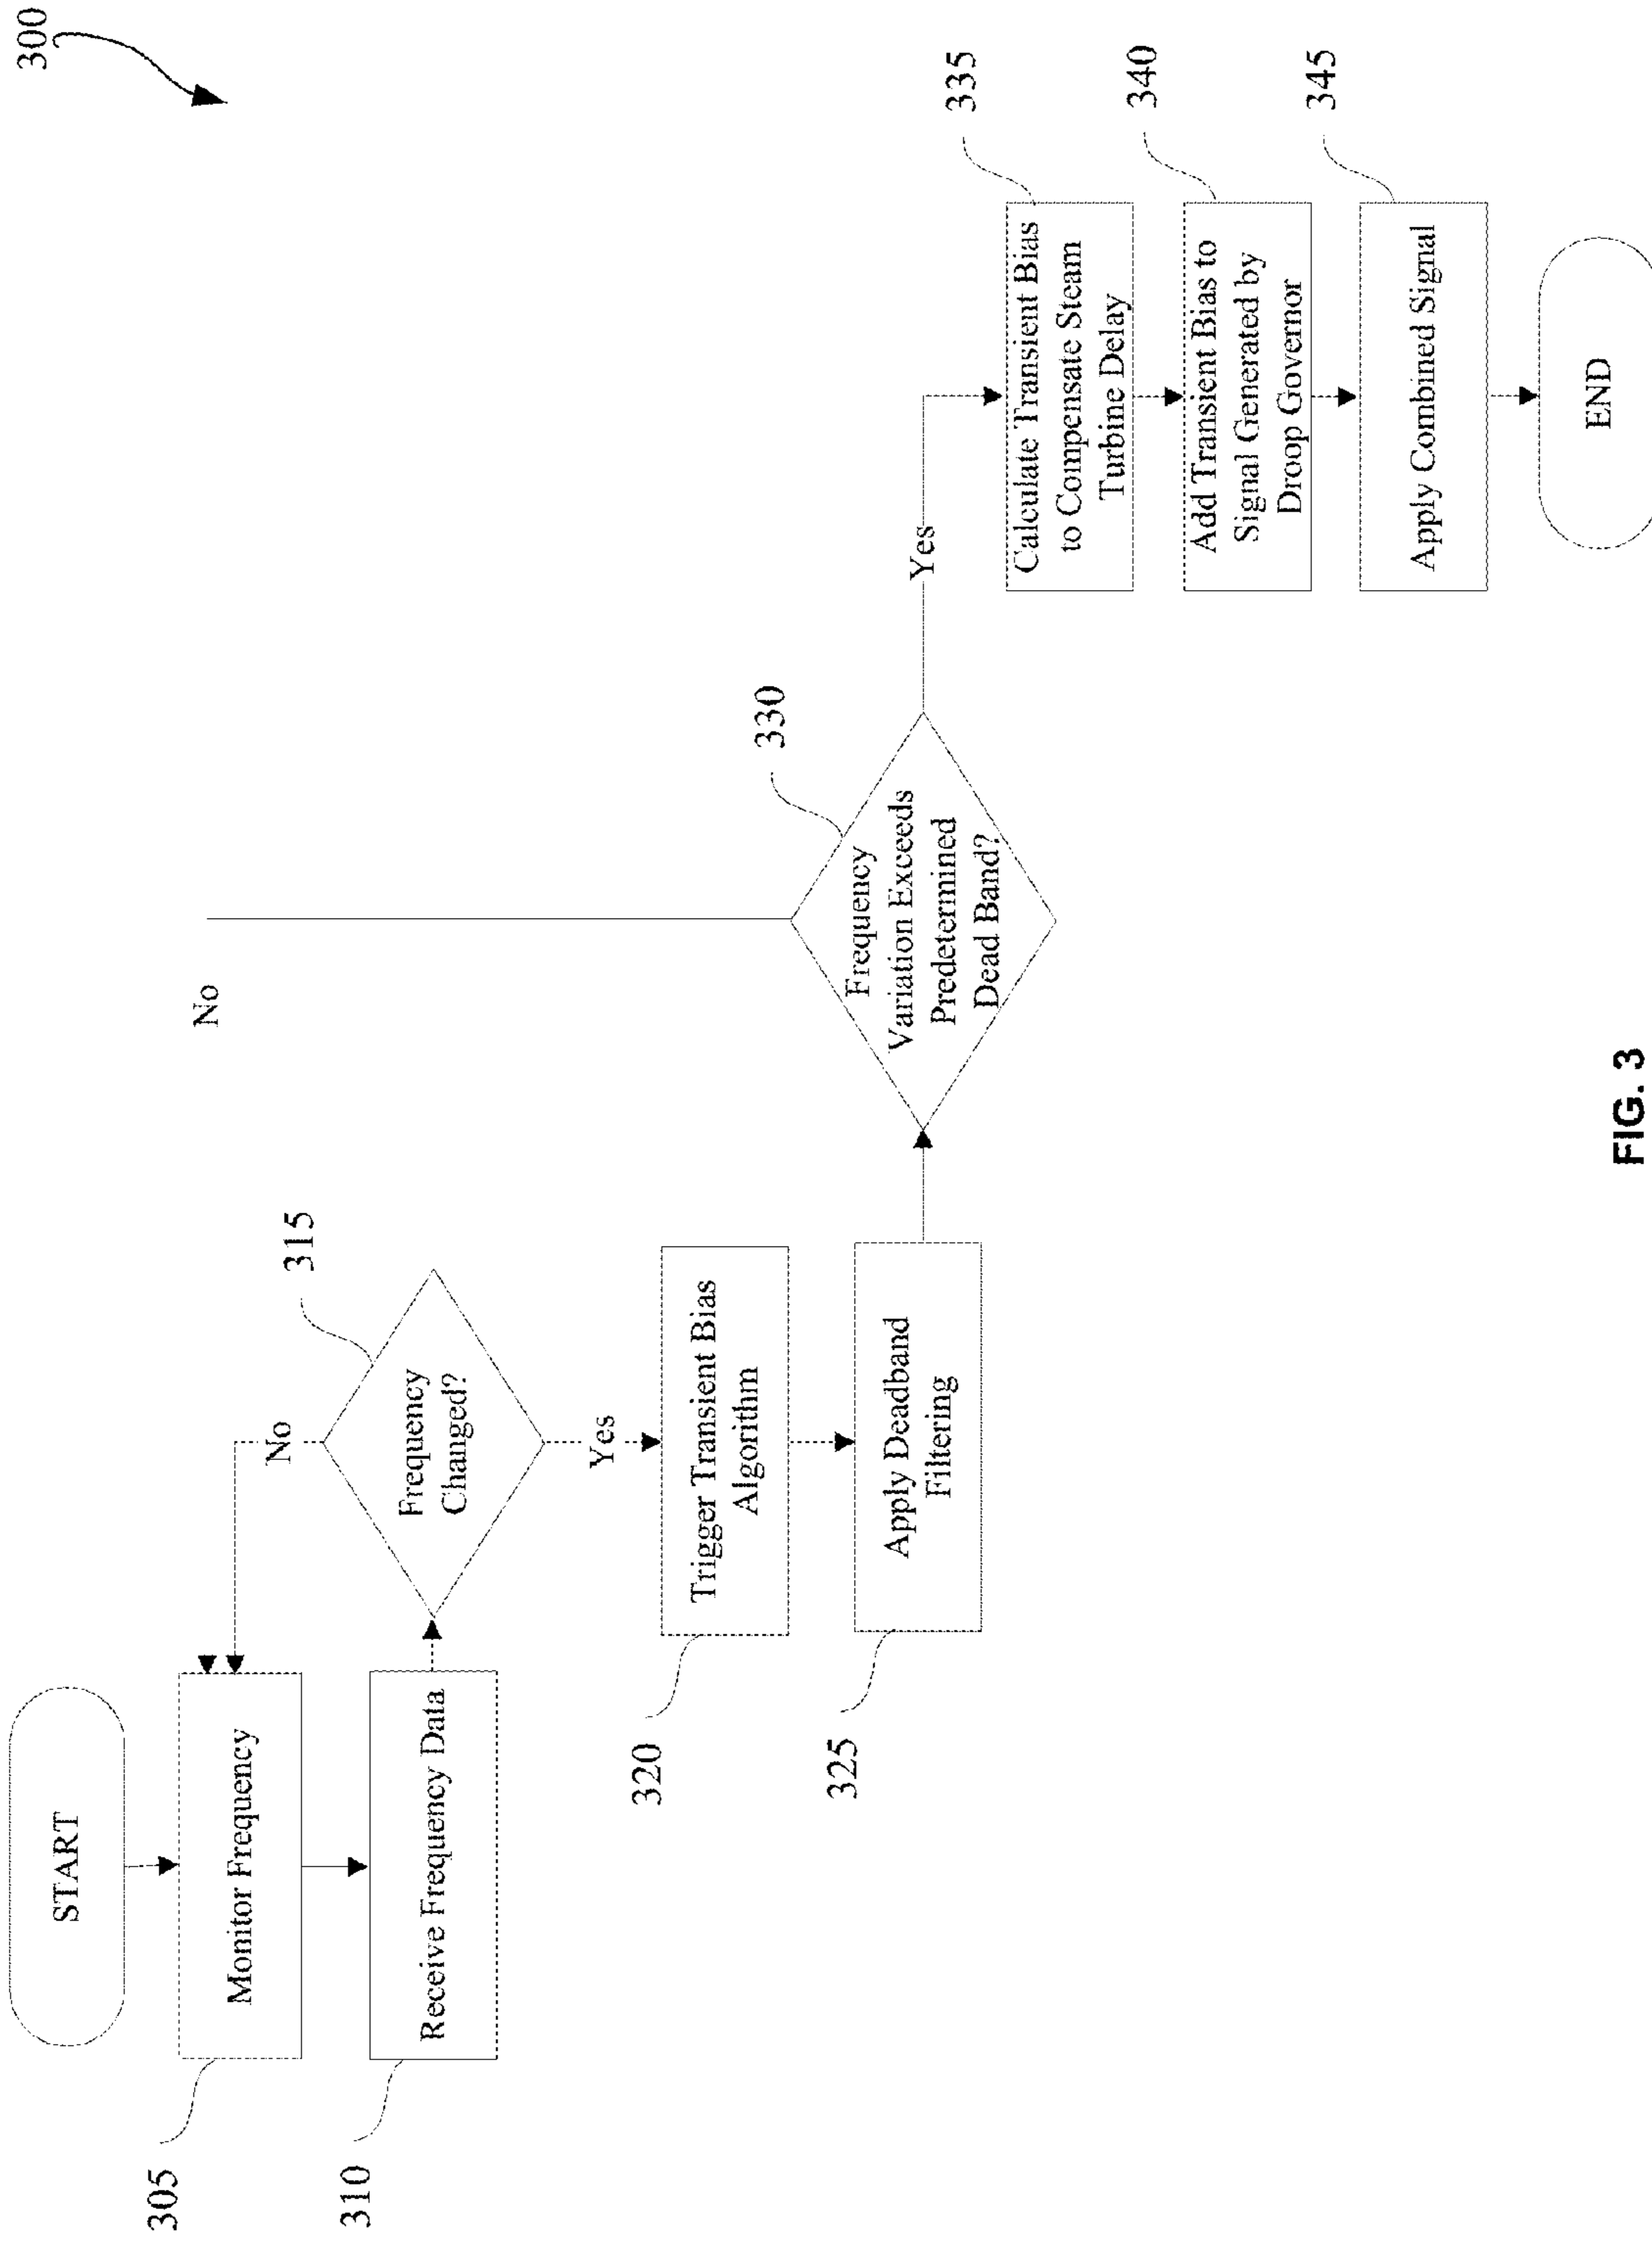 300
START
Monitor Frequency
305
Receive Frequency Data
310
Frequency
Changed?
315
No
Yes
Trigger Transient Bias
Algorithm
320
Apply Deadband
Filtering
325
Frequency
Variation Exceeds
Predetermined
Dead Band?
330
No
Yes
Calculate Transient Bias
to Compensate Steam
Turbine Delay
335
Add Transient Bias to
Signal Generated by
Droop Governor
340
Apply Combined Signal
345
END
FIG. 3